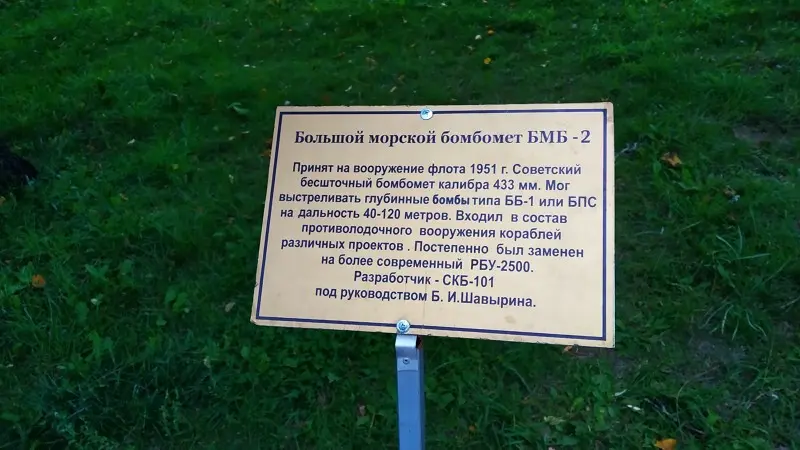 Большой морской бомбомет БМБ - 2
Принят на вооружение флота 1951 г. Советский
бесшточный бомбомет калибра 433 мм. Мог
выстреливать глубинные бомбы типа ББ-1 или БПС
на дальность 40-120 метров. Входил в состав
противолодочного вооружения кораблей
различных проектов . Постепенно был заменен
на более современный РБУ-2500.
Разработчик - СКБ-101
под руководством Б. И.Шавырина.